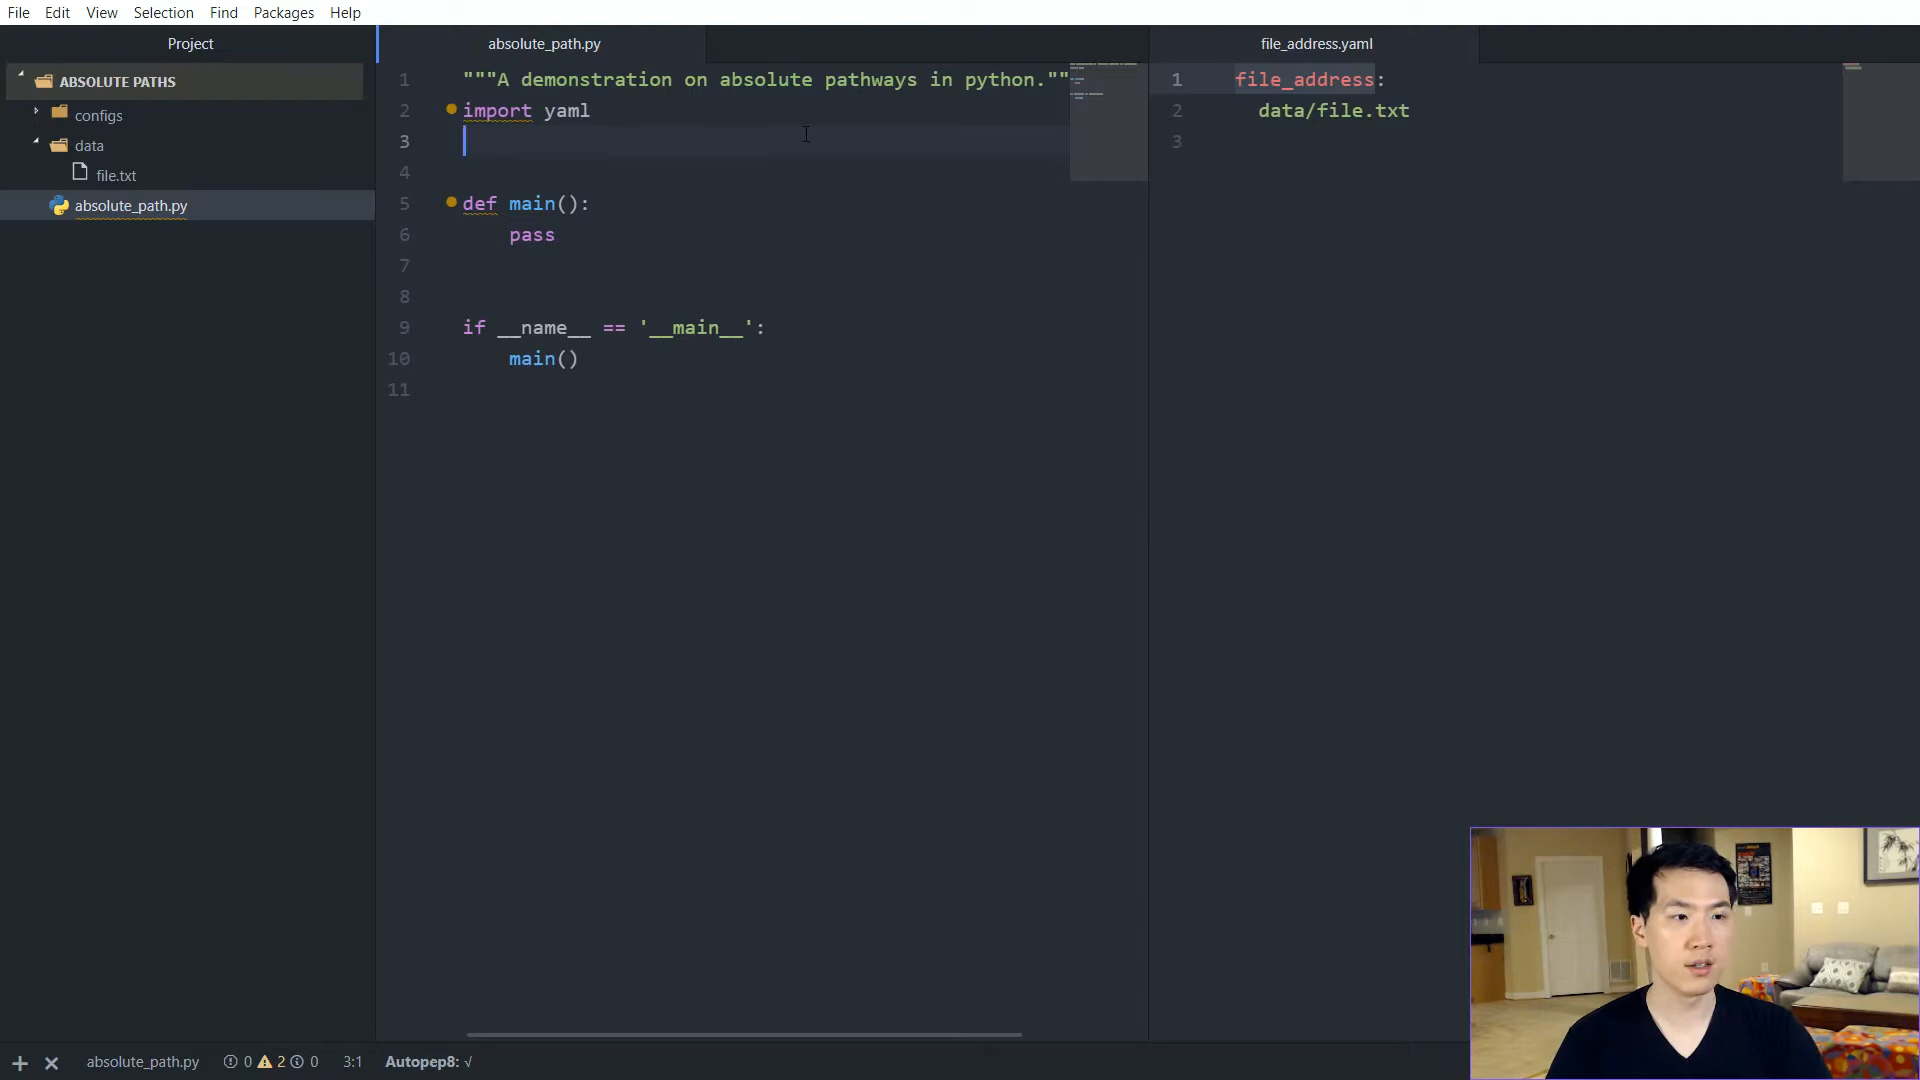 File Edit View Selection Find Packages Help
Project
ABSOLUTE PATHS
configs
data
file.txt
absolute_path.py
absolute_path.py
1 """A demonstration on absolute pathways in python.""
2 import yaml
3
4
5 def main():
6 pass
7
8
9 if __name__ == '__main__':
10 main()
11
file_address.yaml
1 file_address:
2 data/file.txt
3
absolute_path.py 0 2 0 3:1 Autopep8: √